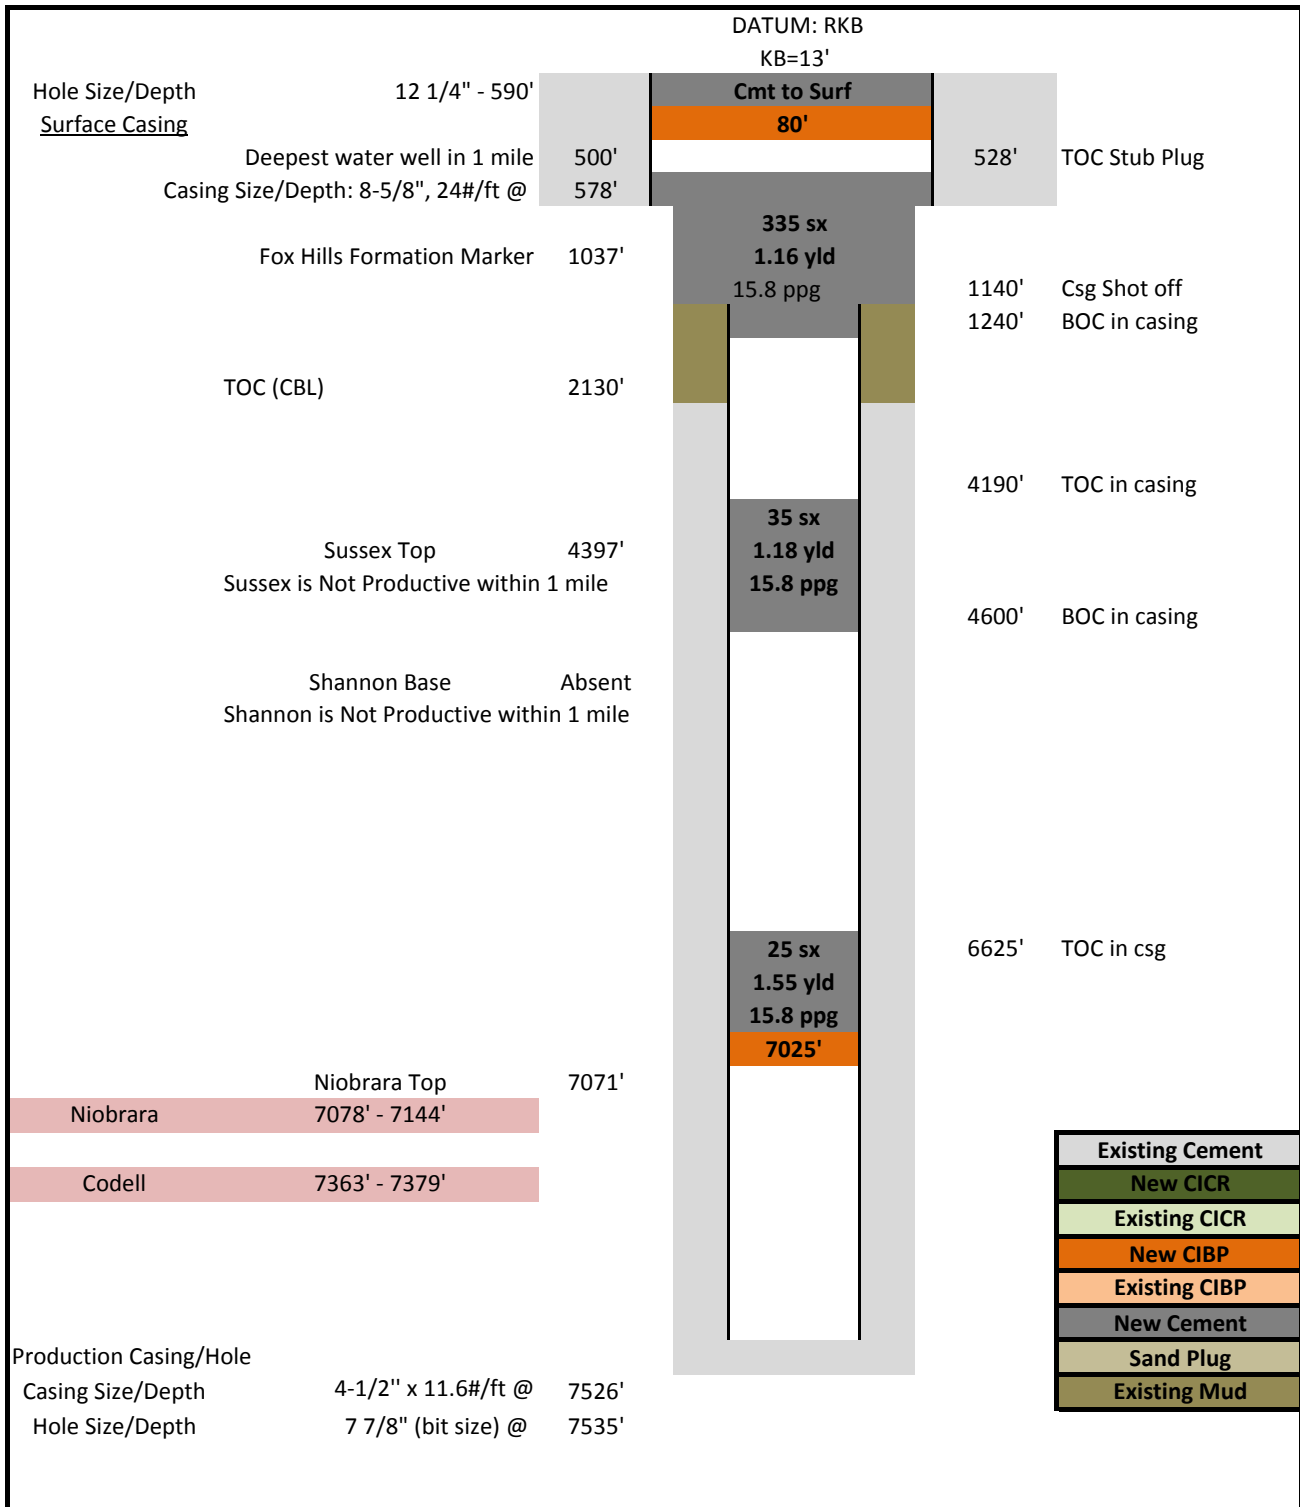 DATUM: RKB
KB=13'
Hole Size/Depth 12 1/4" - 590' Cmt to Surf
Surface Casing 80'
Deepest water well in 1 mile 500' 528' TOC Stub Plug
Casing Size/Depth: 8-5/8", 24#/ft @ 578'
335 sx
Fox Hills Formation Marker 1037' 1.16 yld
15.8 ppg 1140' Csg Shot off
1240' BOC in casing
TOC (CBL) 2130'
4190' TOC in casing
35 sx
Sussex Top 4397' 1.18 yld
Sussex is Not Productive within 1 mile 15.8 ppg
4600' BOC in casing
Shannon Base Absent
Shannon is Not Productive within 1 mile
25 sx 6625' TOC in csg
1.55 yld
15.8 ppg
7025'
Niobrara Top 7071'
Niobrara 7078' - 7144'
Existing Cement
Codell 7363' - 7379' New CICR
Existing CICR
New CIBP
Existing CIBP
New Cement
Production Casing/Hole Sand Plug
Casing Size/Depth 4-1/2'' x 11.6#/ft @ 7526' Existing Mud
Hole Size/Depth 7 7/8" (bit size) @ 7535'